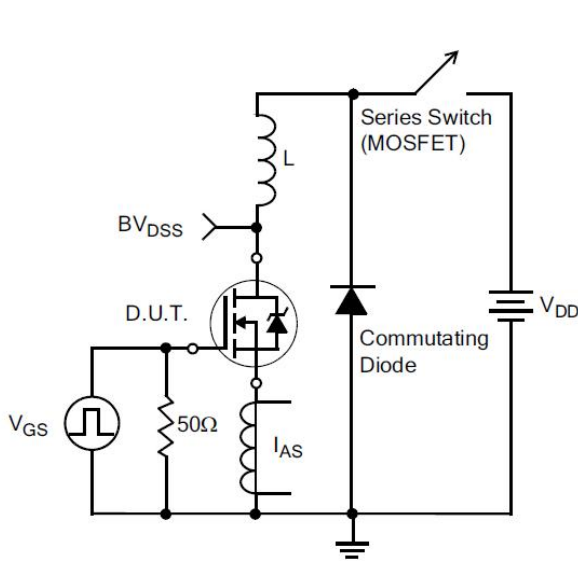 Series Switch
(MOSFET)
L
BVDSS
D.U.T.
VDD
Commutating
Diode
VGS
50Ω
IAS